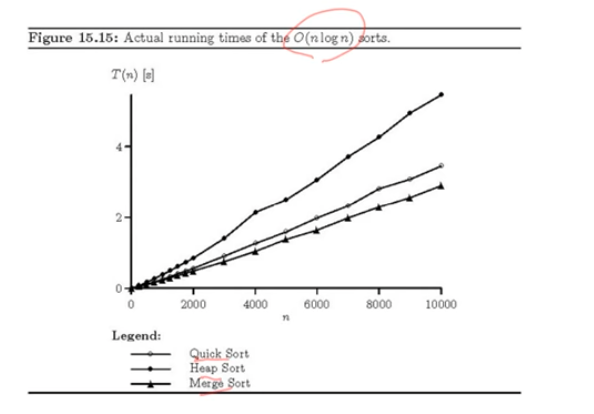 Figure 15.15: Actual running times of the O(n log n) sorts.
T(n) [s]
4
2
0
0 2000 4000 6000 8000 10000
n
Legend:
Quick Sort
Heap Sort
Merge Sort